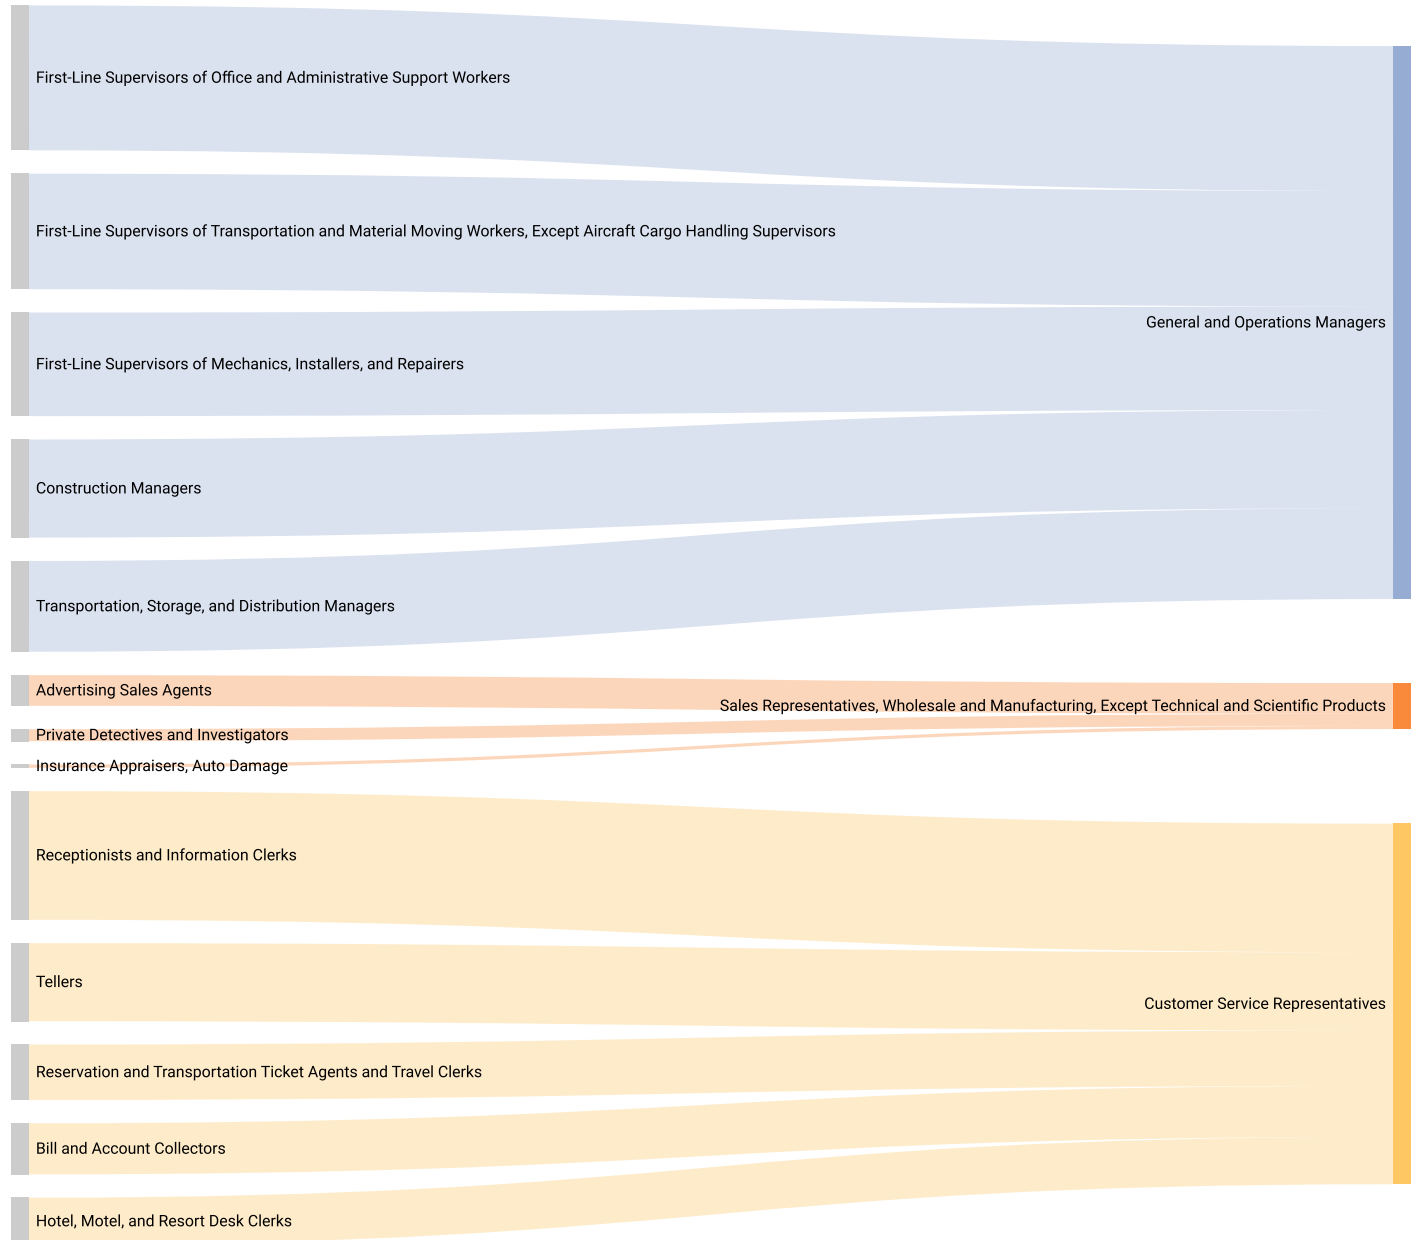 First-Line Supervisors of Office and Administrative Support Workers
First-Line Supervisors of Transportation and Material Moving Workers, Except Aircraft Cargo Handling Supervisors
General and Operations Managers
First-Line Supervisors of Mechanics, Installers, and Repairers
Construction Managers
Transportation, Storage, and Distribution Managers
Advertising Sales Agents
Sales Representatives, Wholesale and Manufacturing, Except Technical and Scientific Products
Private Detectives and Investigators
Insurance Appraisers, Auto Damage
Receptionists and Information Clerks
Tellers
Customer Service Representatives
Reservation and Transportation Ticket Agents and Travel Clerks
Bill and Account Collectors
Hotel, Motel, and Resort Desk Clerks